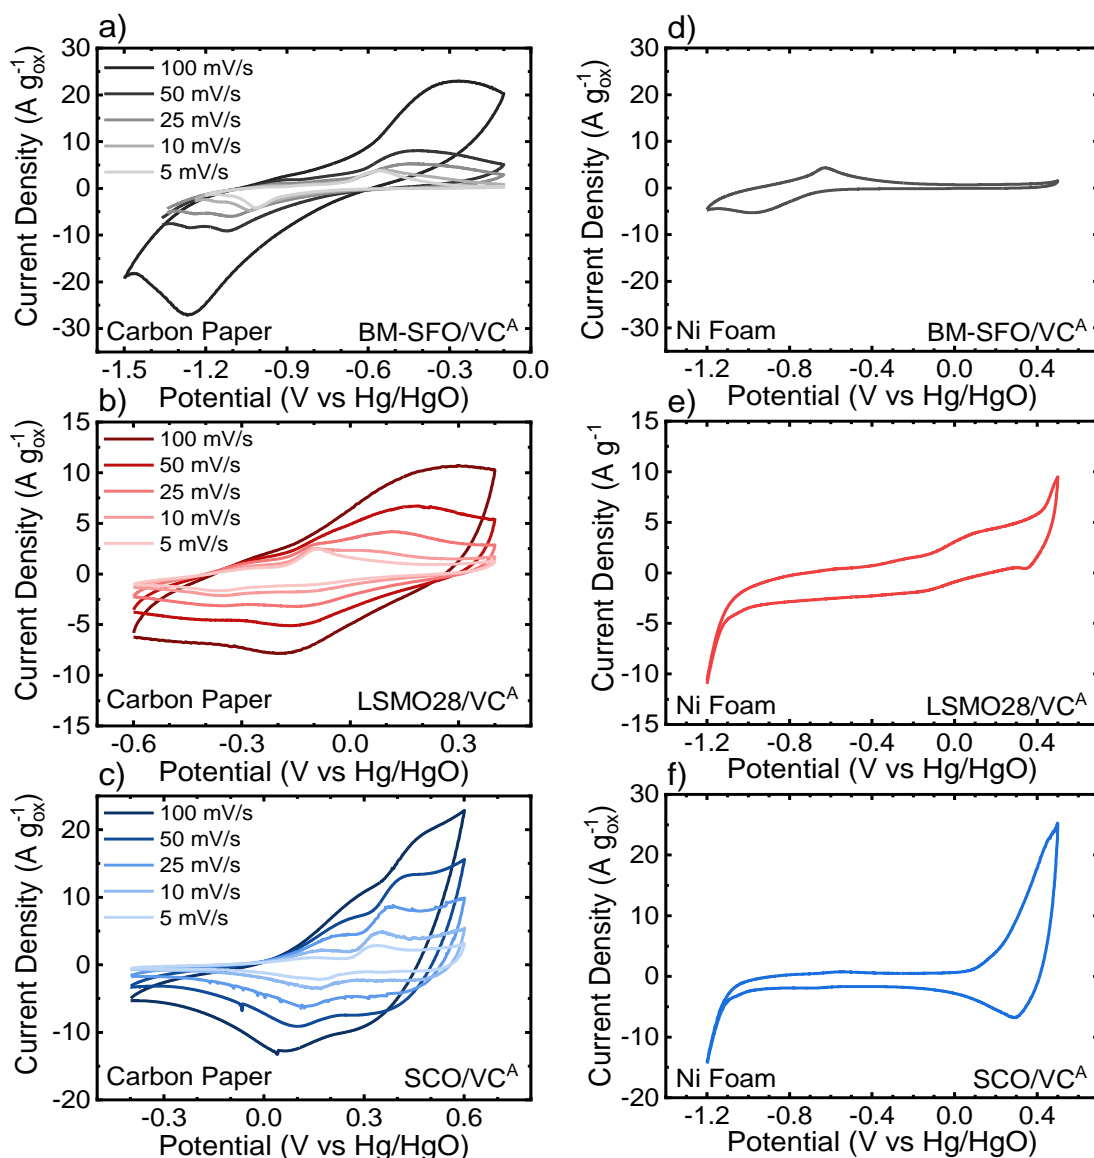 a)
Current Density (A g⁻¹ₒₓ)
30
20
10
0
-10
-20
-30
100 mV/s
50 mV/s
25 mV/s
10 mV/s
5 mV/s
Carbon Paper
BM-SFO/VCᴬ
-1.5 -1.2 -0.9 -0.6 -0.3 0.0
Potential (V vs Hg/HgO)
d)
Current Density (A g⁻¹ₒₓ)
30
20
10
0
-10
-20
-30
Ni Foam
BM-SFO/VCᴬ
-1.2 -0.8 -0.4 0.0 0.4
Potential (V vs Hg/HgO)
b)
Current Density (A g⁻¹ₒₓ)
15
10
5
0
-5
-10
-15
100 mV/s
50 mV/s
25 mV/s
10 mV/s
5 mV/s
Carbon Paper
LSMO28/VCᴬ
-0.6 -0.3 0.0 0.3
Potential (V vs Hg/HgO)
e)
Current Density (A g⁻¹
15
10
5
0
-5
-10
-15
Ni Foam
LSMO28/VCᴬ
-1.2 -0.8 -0.4 0.0 0.4
Potential (V vs Hg/HgO)
c)
Current Density (A g⁻¹ₒₓ)
20
10
0
-10
-20
100 mV/s
50 mV/s
25 mV/s
10 mV/s
5 mV/s
Carbon Paper
SCO/VCᴬ
-0.3 0.0 0.3 0.6
Potential (V vs Hg/HgO)
f)
Current Density (A g⁻¹ₒₓ)
30
20
10
0
-10
-20
Ni Foam
SCO/VCᴬ
-1.2 -0.8 -0.4 0.0 0.4
Potential (V vs Hg/HgO)